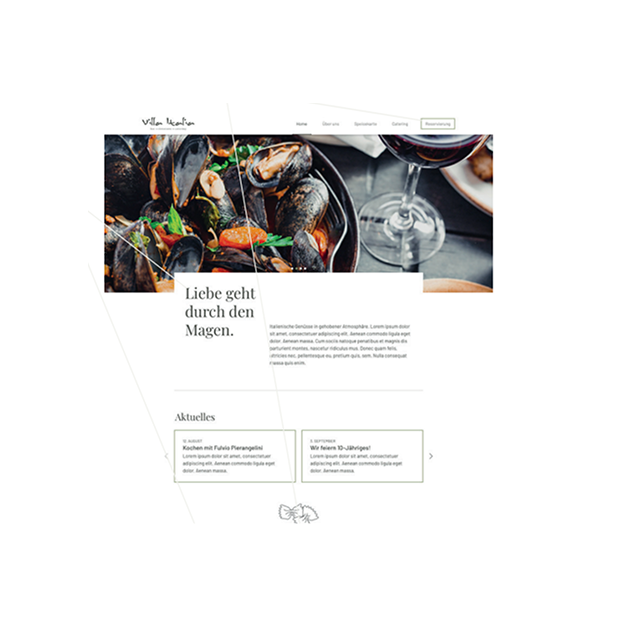 Home Über uns Speisekarte Catering Reservierung
Liebe geht
durch den
Magen.
Italienische Genüsse in gehobener Atmosphäre. Lorem ipsum dolor
sit amet, consectetuer adipiscing elit. Aenean commodo ligula eget
dolor. Aenean massa. Cum sociis natoque penatibus et magnis dis
parturient montes, nascetur ridiculus mus. Donec quam felis,
ultricies nec, pellentesque eu, pretium quis, sem. Nulla consequat
massa quis enim.
Aktuelles
12. AUGUST
Kochen mit Fulvio Pierangelini
Lorem ipsum dolor sit amet, consectetuer
adipiscing elit. Aenean commodo ligula eget
dolor. Aenean massa.
5. SEPTEMBER
Wir feiern 10-Jähriges!
Lorem ipsum dolor sit amet, consectetuer
adipiscing elit. Aenean commodo ligula eget
dolor. Aenean massa.